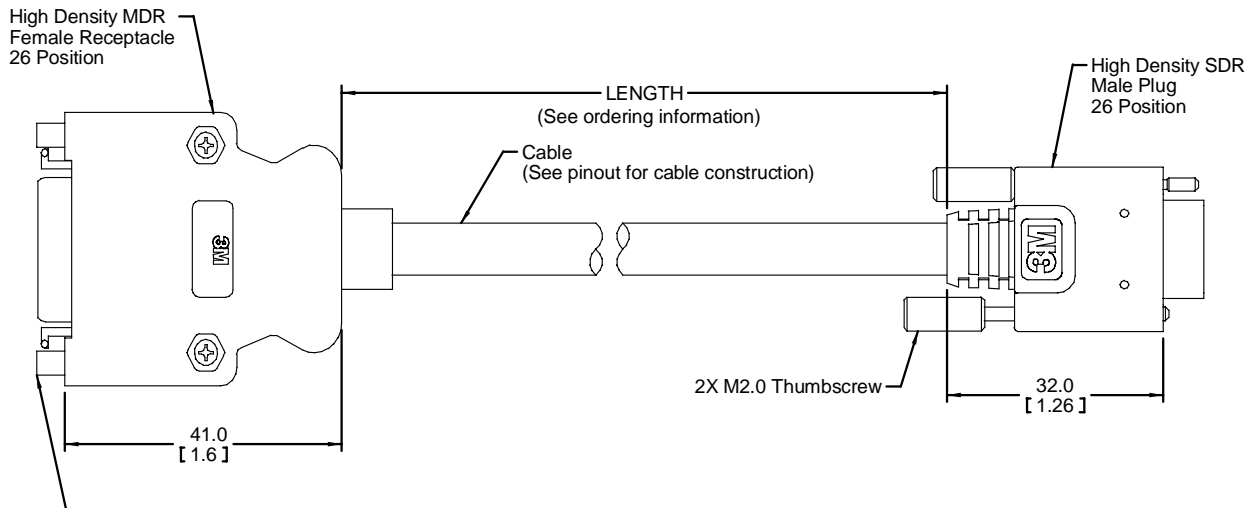 High Density MDR
Female Receptacle
26 Position
High Density SDR
Male Plug
26 Position
LENGTH
(See ordering information)
Cable
(See pinout for cable construction)
3M
3M
2X M2.0 Thumbscrew
32.0
[ 1.26 ]
41.0
[ 1.6 ]